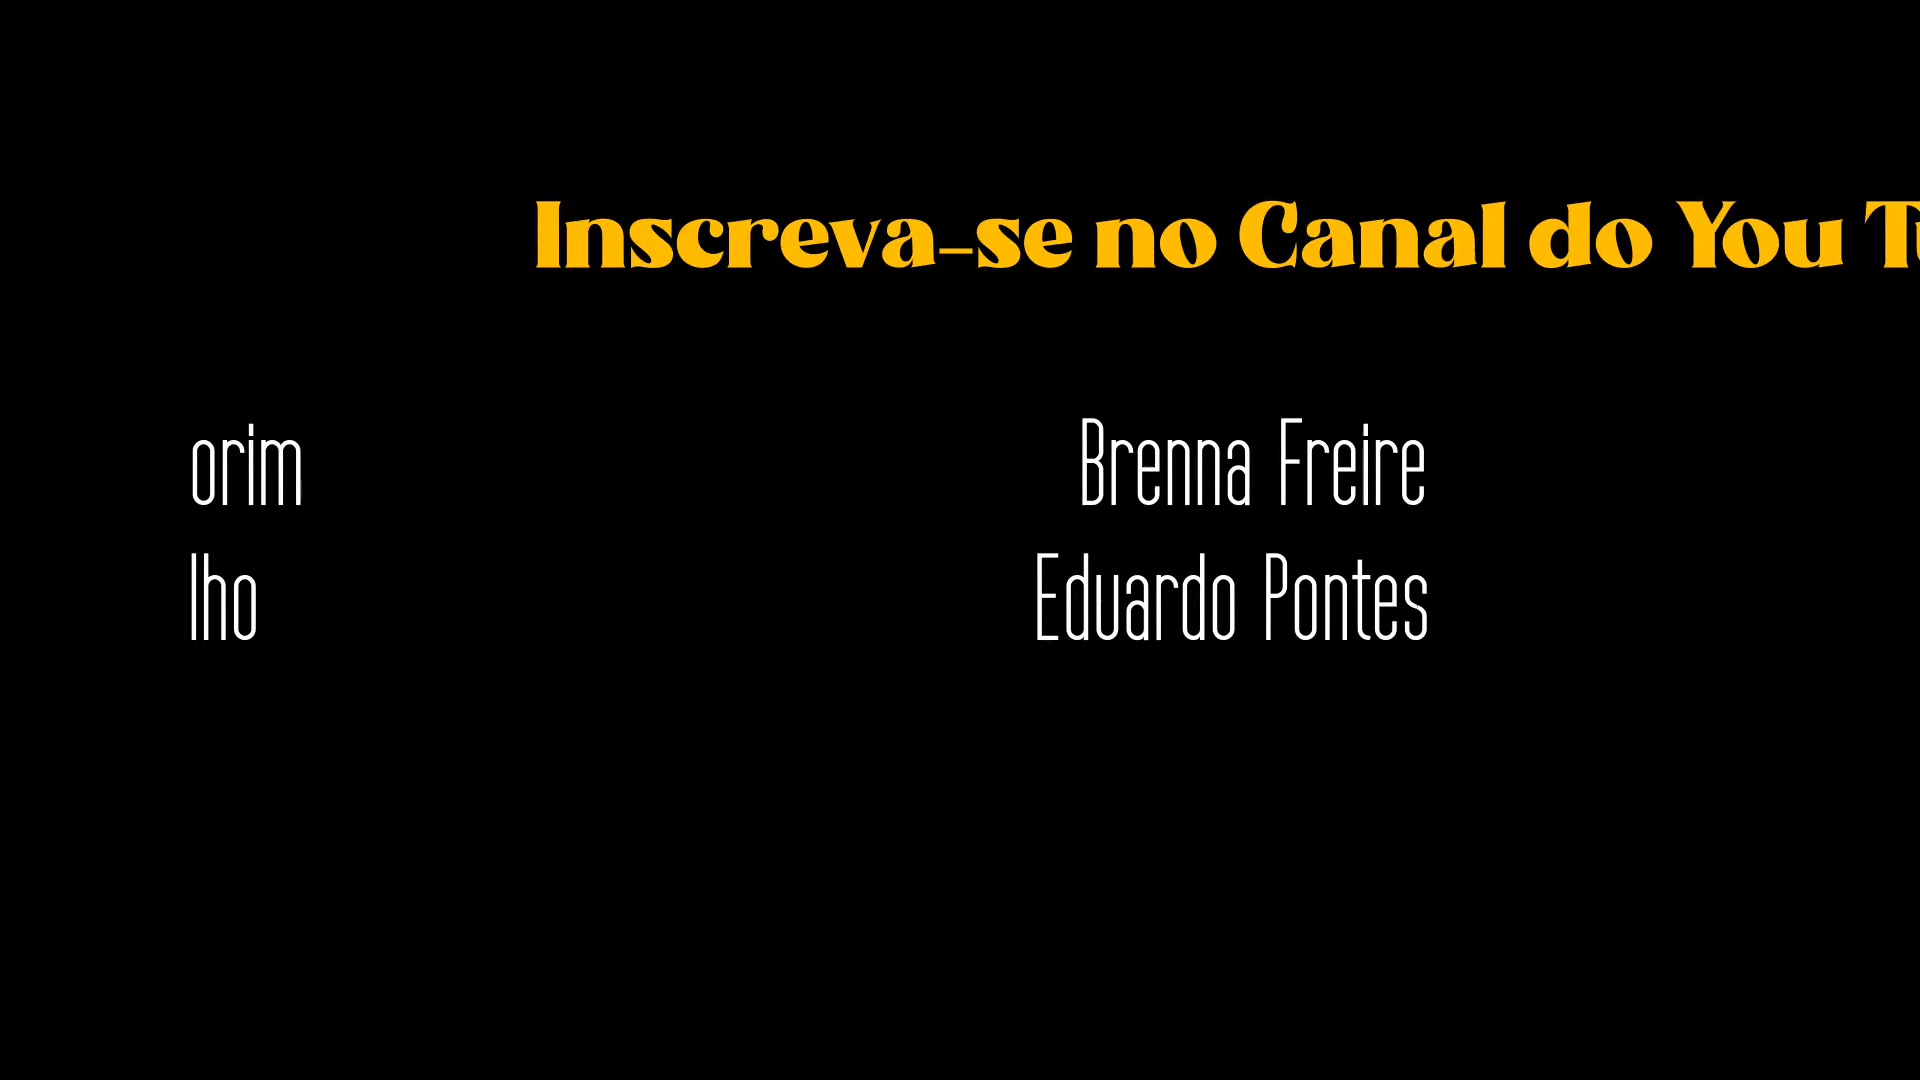 Inscreva-se no Canal do You
orim Brenna Freire
lho Eduardo Pontes